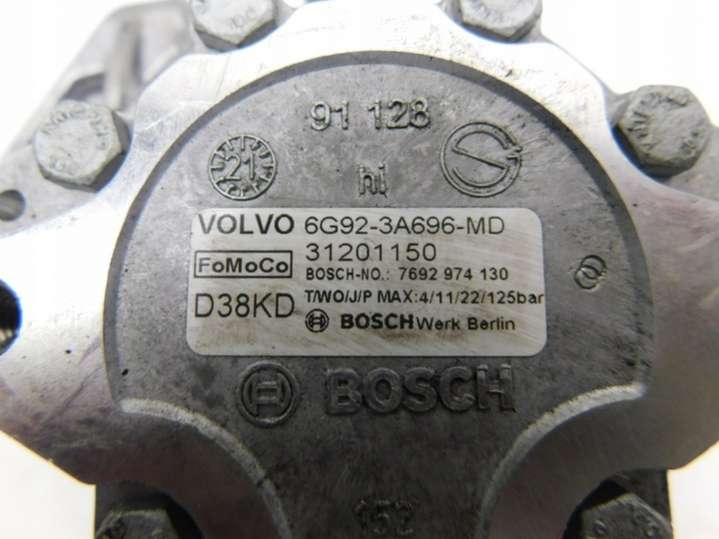 91 128
21
hi
VOLVO 6G92-3A696-MD
31201150
FoMoCo
BOSCH-NO.: 7692 974 130
D38KD T/WO/J/P MAX:4/11/22/125bar
BOSCH Werk Berlin
BOSCH
152